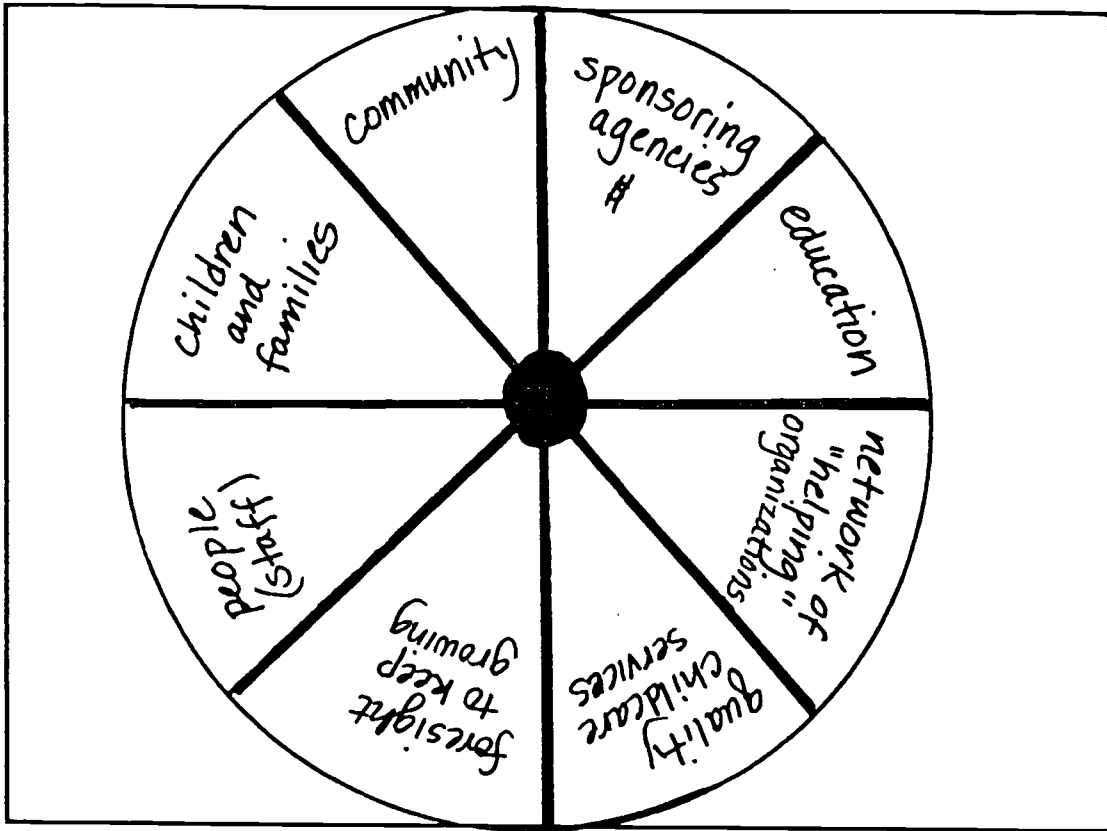 community
sponsoring
agencies
$
education
network of
"helping"
organizations
quality
childcare
services
foresight
to keep
growing
people
(staff)
children
and
families